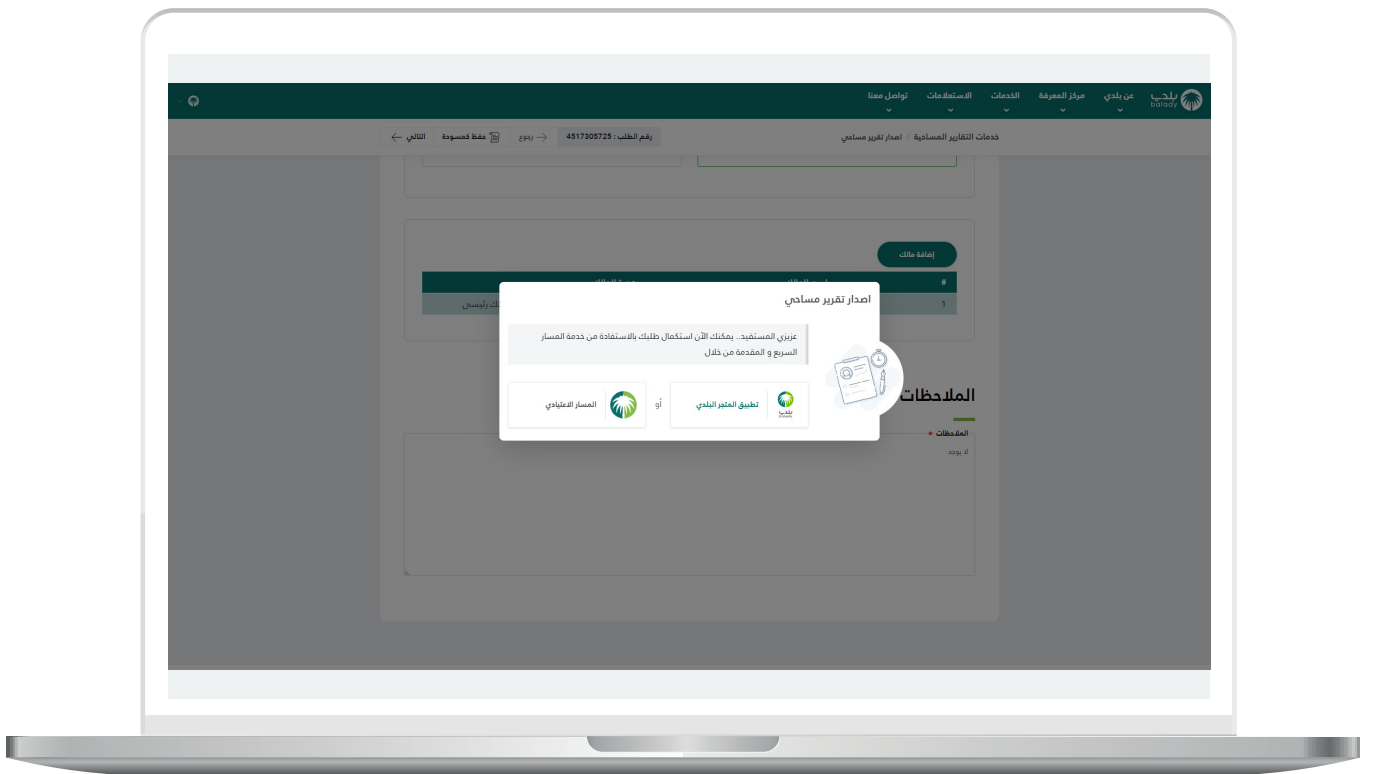 بلدي
balady
عن بلدي
مركز المعرفة
الخدمات
الاستعلامات
تواصل معنا
خدمات التقارير المساحية / اصدار تقرير مساحي
رقم الطلب : 4517305725
رجوع
حفظ كمسودة
التالي
إضافة مالك
#
1
اصدار تقرير مساحي
عزيزي المستفيد.. يمكنك الآن استكمال طلبك بالاستفادة من خدمة المسار
السريع و المقدمة من خلال
تطبيق المتجر البلدي
أو
المسار الاعتيادي
الملاحظات
الملاحظات *
لا يوجد